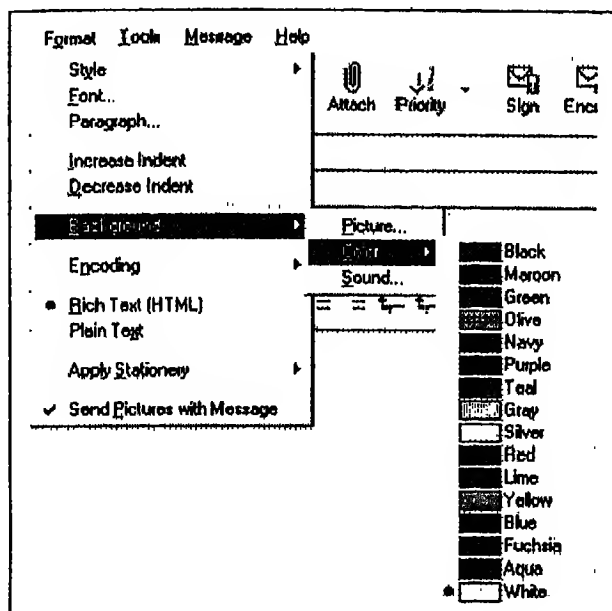 Format Tools Message Help
Style
Font...
Paragraph...
Increase Indent
Decrease Indent
Background
Encoding
Rich Text (HTML)
Plain Text
Apply Stationery
Send Pictures with Message
Attach Priority Sign Enc
Picture...
Color
Sound...
Black
Maroon
Green
Olive
Navy
Purple
Teal
Gray
Silver
Red
Lime
Yellow
Blue
Fuchsia
Aqua
White